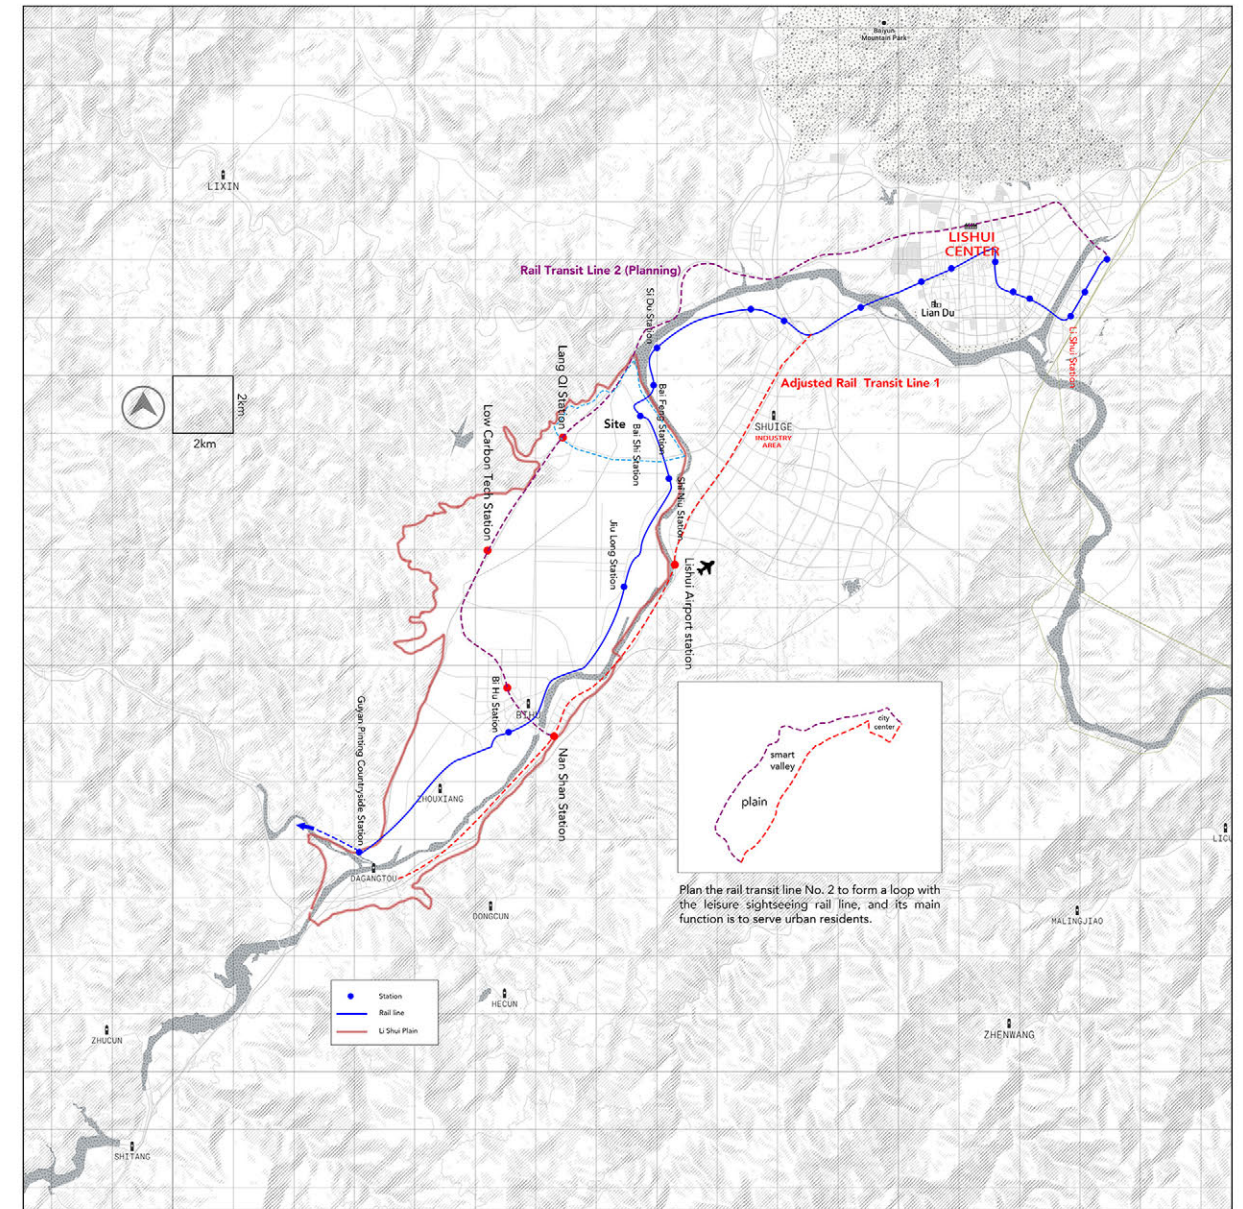 Baiyun
Mountain Park
LIXIN
LISHUI
CENTER
Rail Transit Line 2 (Planning)
Si Du Station
Lian Du
Li Shui Station
Lang QI Station
Adjusted Rail Transit Line 1
Bai Feng Station
Low Carbon Tech Station
2km
2km
Site
Bai Shi Station
SHUIGE
INDUSTRY
AREA
Shi Niu Station
Jiu Long Station
Lishui Airport station
Bi Hu Station
BIHU
Guyan Pinting Countryside Station
Nan Shan Station
city
center
smart
valley
plain
ZHOUXIANG
DAGANGTOU
Plan the rail transit line No. 2 to form a loop with
the leisure sightseeing rail line, and its main
function is to serve urban residents.
DONGCUN
MALINGJIAO
Station
Rail line
Li Shui Plain
HECUN
ZHUCUN
ZHENWANG
SHITANG